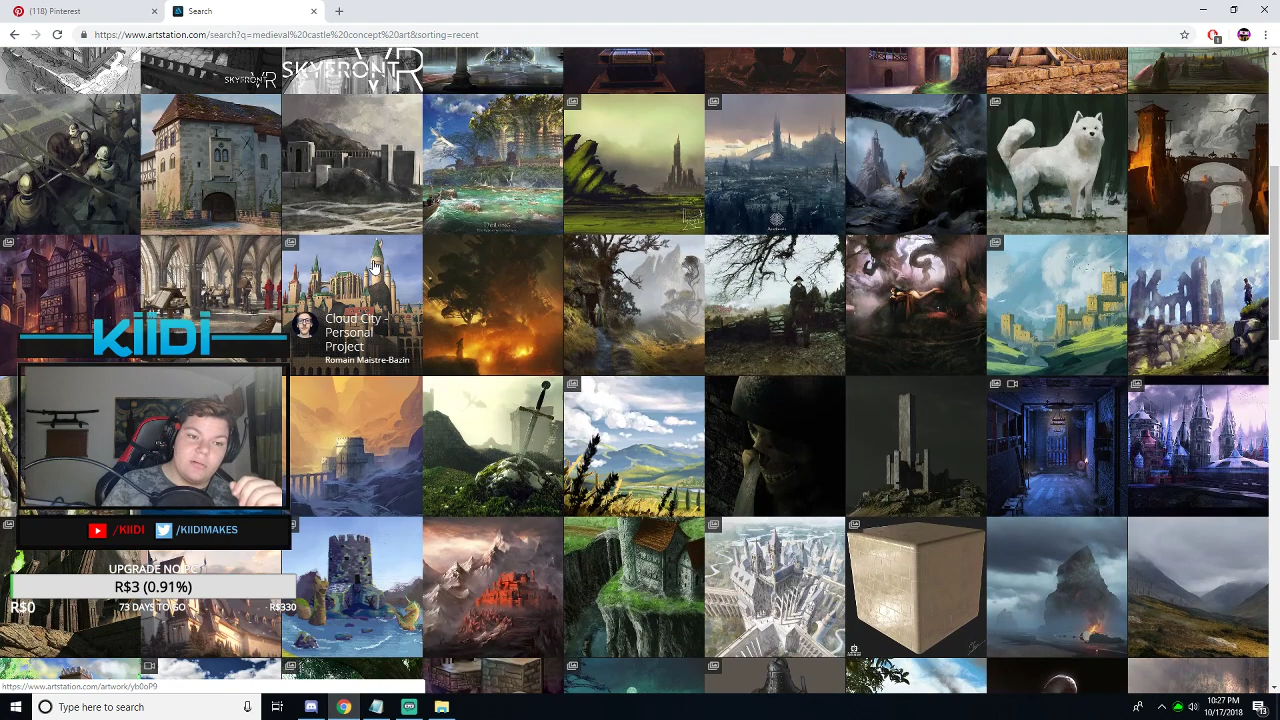 (118) Pinterest
Search
https://www.artstation.com/search?q=medieval%20castle%20concept%20art&sorting=recent
SKYFRONT VR
SKYFRONT VR
Cloud City -
Personal
Project
Romain Maistre-Bazin
KiiDi
/KIIDI
/KIIDIMAKES
UPGRADE NO PC
R$3 (0.91%)
R$0
73 DAYS TO GO
R$330
https://www.artstation.com/artwork/yb0oP9
Type here to search
10:27 PM
10/17/2018